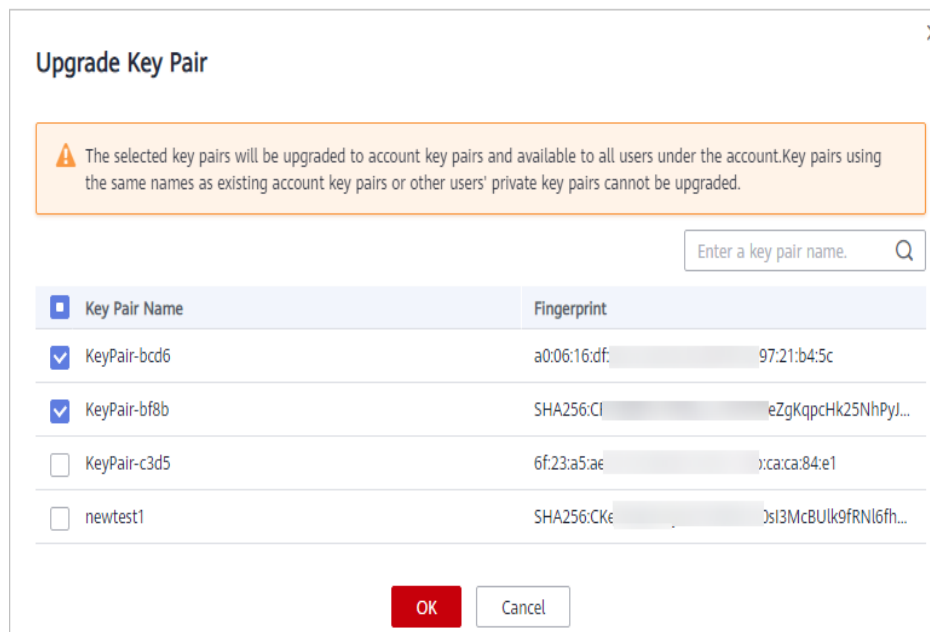 Upgrade Key Pair
The selected key pairs will be upgraded to account key pairs and available to all users under the account.Key pairs using
the same names as existing account key pairs or other users' private key pairs cannot be upgraded.
Enter a key pair name.
Key Pair Name Fingerprint
KeyPair-bcd6 a0:06:16:df: 97:21:b4:5c
KeyPair-bf8b SHA256:C eZgKqpcHk25NhPyJ...
KeyPair-c3d5 6f:23:a5:ae :ca:ca:84:e1
newtest1 SHA256:CKe sI3McBUlk9fRNl6fh...
OK Cancel